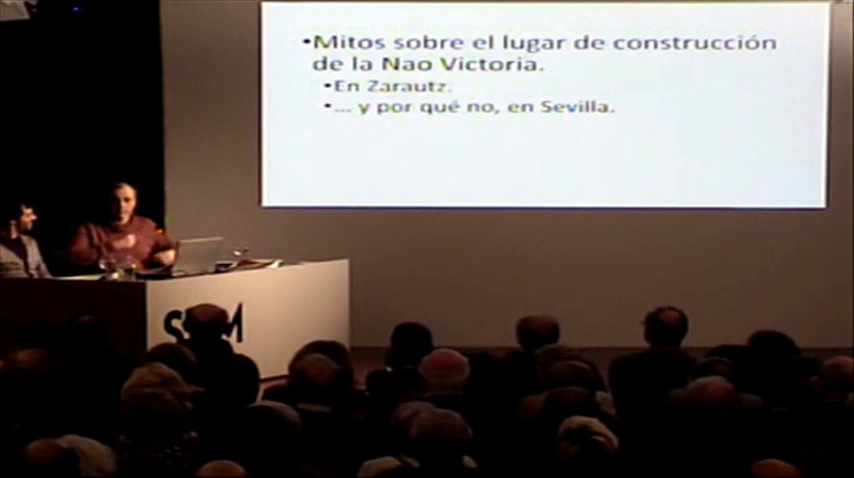 •Mitos sobre el lugar de construcción
de la Nao Victoria.
•En Zarautz.
•... y por qué no, en Sevilla.